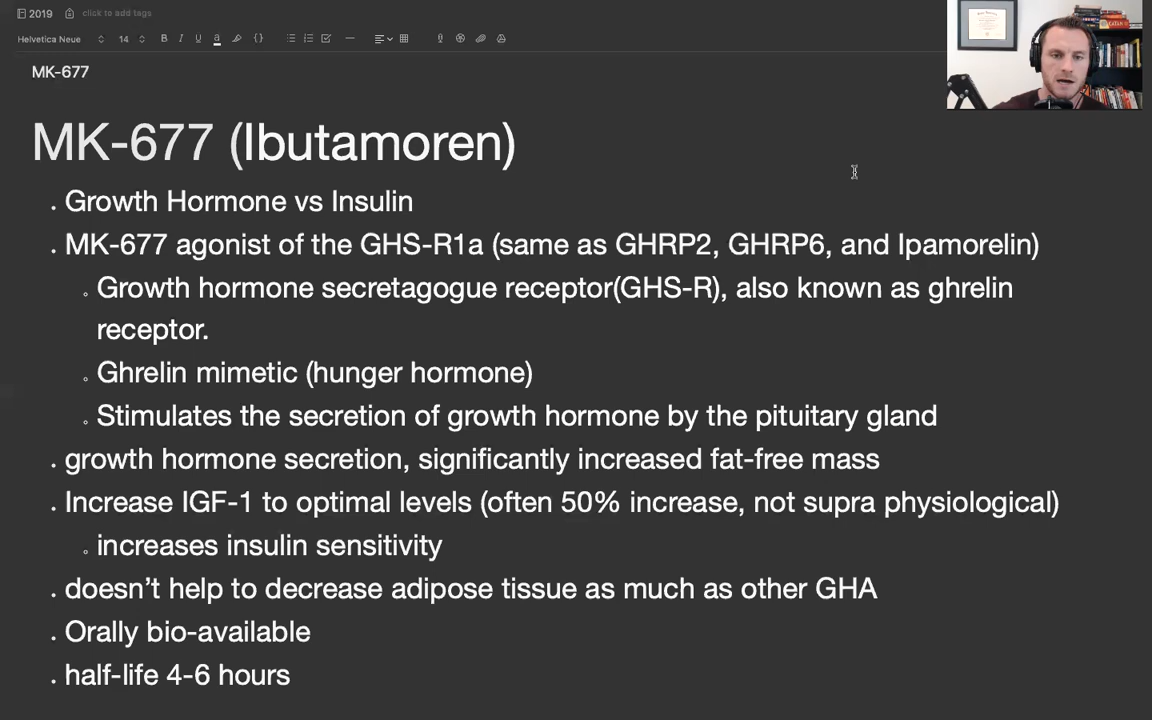 2019 click to add tags
Helvetica Neue 14 B I U a {}
MK-677
MK-677 (Ibutamoren)
Growth Hormone vs Insulin
MK-677 agonist of the GHS-R1a (same as GHRP2, GHRP6, and Ipamorelin)
Growth hormone secretagogue receptor(GHS-R), also known as ghrelin
receptor.
Ghrelin mimetic (hunger hormone)
Stimulates the secretion of growth hormone by the pituitary gland
growth hormone secretion, significantly increased fat-free mass
Increase IGF-1 to optimal levels (often 50% increase, not supra physiological)
increases insulin sensitivity
doesn’t help to decrease adipose tissue as much as other GHA
Orally bio-available
half-life 4-6 hours